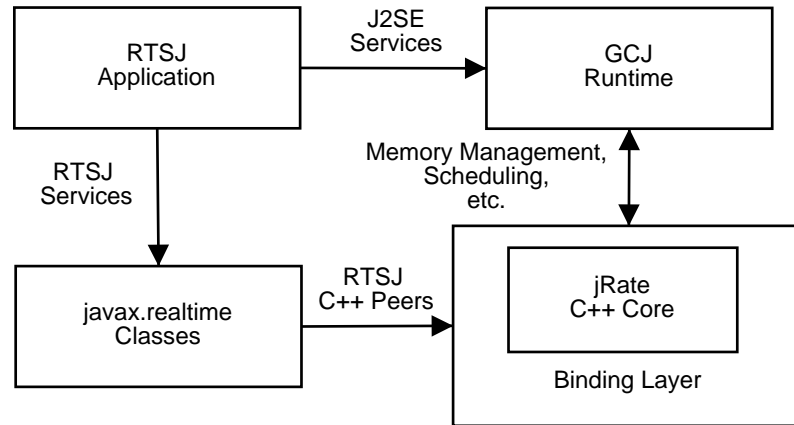 RTSJ
Application
J2SE
Services
GCJ
Runtime
RTSJ
Services
Memory Management,
Scheduling,
etc.
javax.realtime
Classes
RTSJ
C++ Peers
jRate
C++ Core
Binding Layer